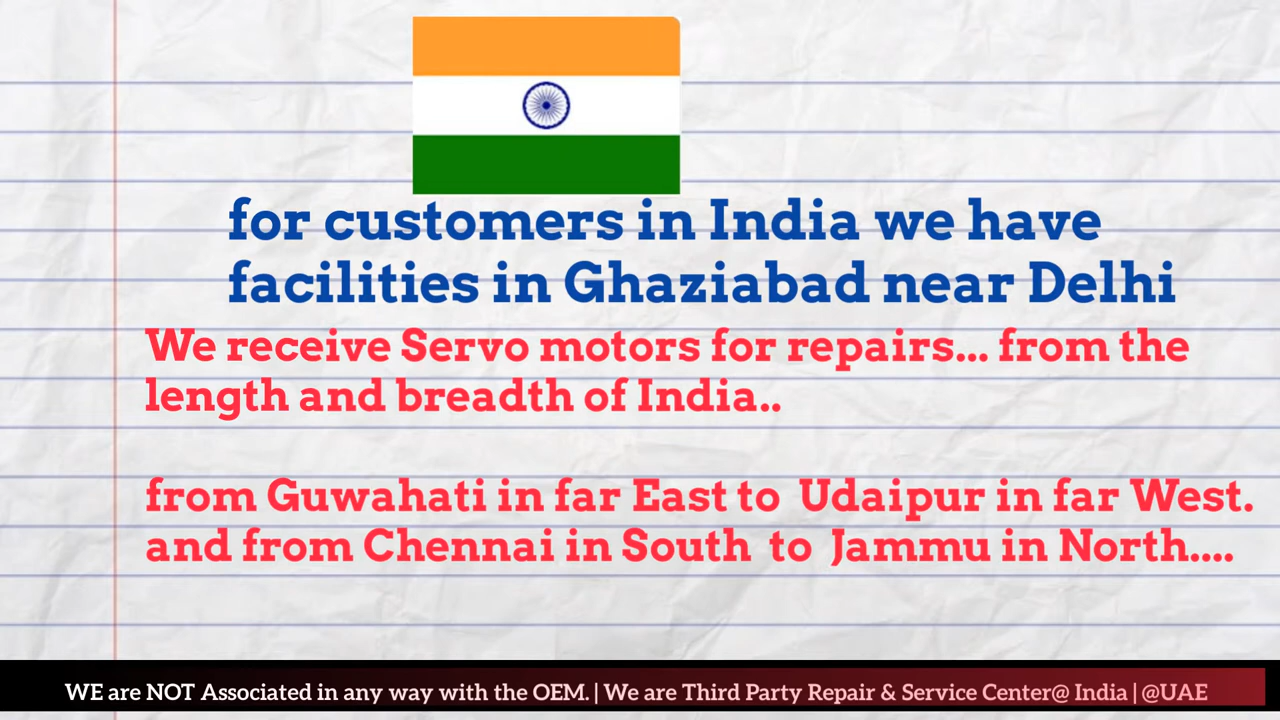 for customers in India we have
facilities in Ghaziabad near Delhi
We receive Servo motors for repairs... from the
length and breadth of India..
from Guwahati in far East to Udaipur in far West.
and from Chennai in South to Jammu in North....
WE are NOT Associated in any way with the OEM. | We are Third Party Repair & Service Center@ India | @UAE